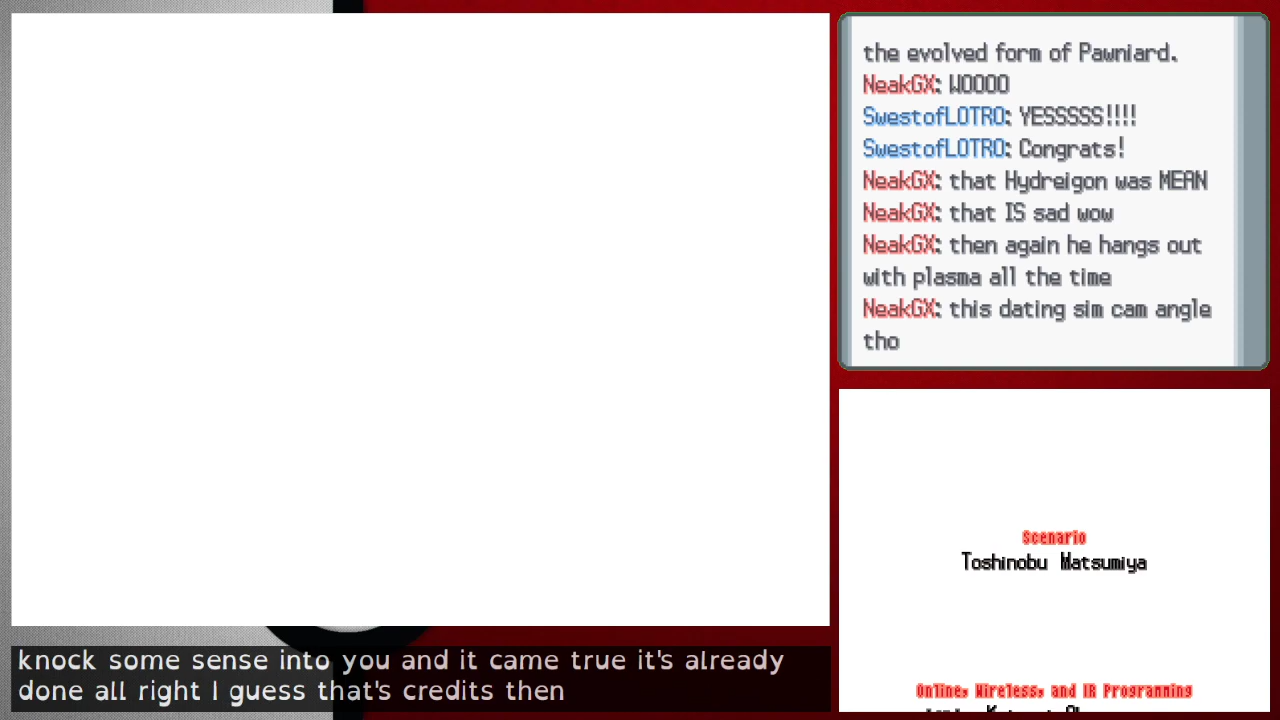 the evolved form of Pawniard.
NeakGX: WOOOO
SwestofLOTRO: YESSSSS!!!!
SwestofLOTRO: Congrats!
NeakGX: that Hydreigon was MEAN
NeakGX: that IS sad wow
NeakGX: then again he hangs out
with plasma all the time
NeakGX: this dating sim cam angle
tho
Scenario
Toshinobu Matsumiya
Online, Wireless, and IR Programming
knock some sense into you and it came true it's already
done all right I guess that's credits then